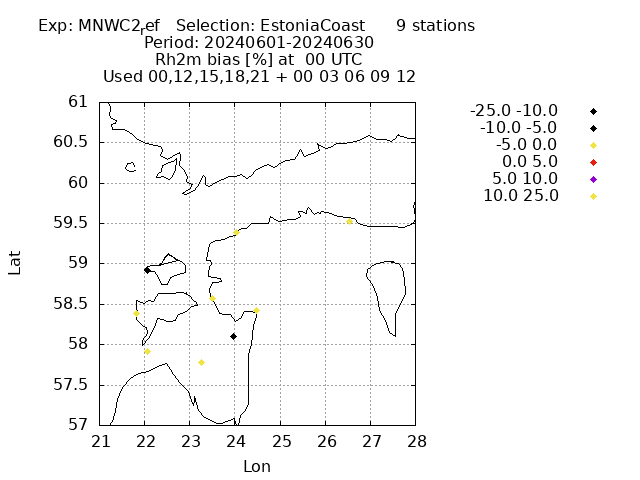 Exp: MNWC2ref Selection: EstoniaCoast 9 stations
Period: 20240601-20240630
Rh2m bias [%] at 00 UTC
Used 00,12,15,18,21 + 00 03 06 09 12
-25.0 -10.0
-10.0 -5.0
-5.0 0.0
0.0 5.0
5.0 10.0
10.0 25.0
61
60.5
60
59.5
59
58.5
58
57.5
57
Lat
21 22 23 24 25 26 27 28
Lon